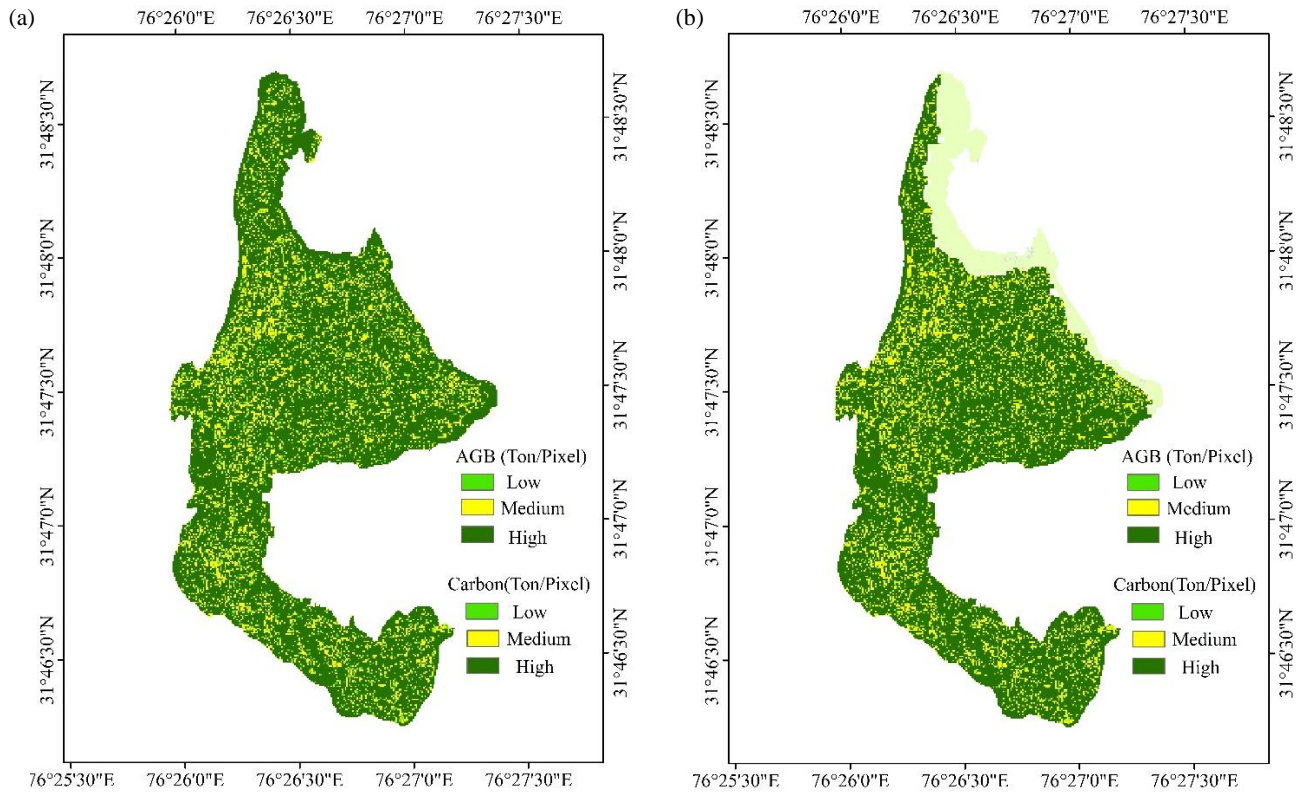 (a)
76°26'0"E 76°26'30"E 76°27'0"E 76°27'30"E
31°48'30"N
31°48'0"N
31°47'30"N
31°47'0"N
31°46'30"N
31°48'30"N
31°48'0"N
31°47'30"N
31°47'0"N
31°46'30"N
AGB (Ton/Pixel)
Low
Medium
High
Carbon(Ton/Pixel)
Low
Medium
High
76°25'30"E 76°26'0"E 76°26'30"E 76°27'0"E 76°27'30"E
(b)
76°26'0"E 76°26'30"E 76°27'0"E 76°27'30"E
31°48'30"N
31°48'0"N
31°47'30"N
31°47'0"N
31°46'30"N
31°48'30"N
31°48'0"N
31°47'30"N
31°47'0"N
31°46'30"N
AGB (Ton/Pixel)
Low
Medium
High
Carbon(Ton/Pixel)
Low
Medium
High
76°25'30"E 76°26'0"E 76°26'30"E 76°27'0"E 76°27'30"E